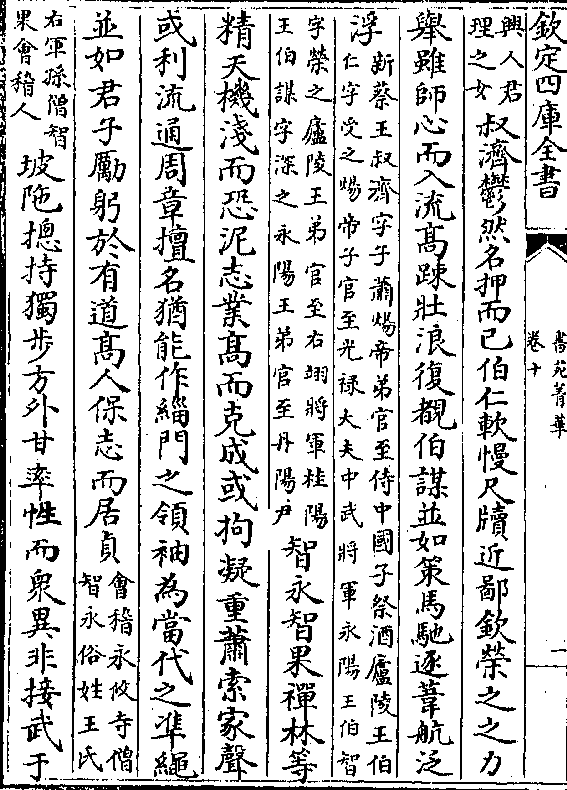 欽定四庫全書
書苑菁華
卷十
一
興人君
理之女
叔濟鬱然名押而已伯仁軟慢尺牘近鄙欽榮之之力
舉雖師心而入流高踈壯浪復覩伯謀並如策馬馳逐葦航泛
浮
新蔡王叔濟字子蕭煬帝弟官至侍中國子祭酒廬陵王伯
仁字受之煬帝子官至光禄大夫中武將軍永陽王伯智
字榮之廬陵王弟官至右翊將軍桂陽
王伯謀字深之永陽王弟官至丹陽尹
智永智果禪林等
精天機淺而恐泥志業高而克成或拘凝重蕭索家聲
或利流通周章擅名猶能作緇門之領袖為當代之準繩
並如君子勵躬於有道高人保志而居貞
會稽永攸寺僧
智永俗姓王氏
右軍孫僧智
果會稽人
坡陁揔持獨步方外甘率性而衆異非接武于